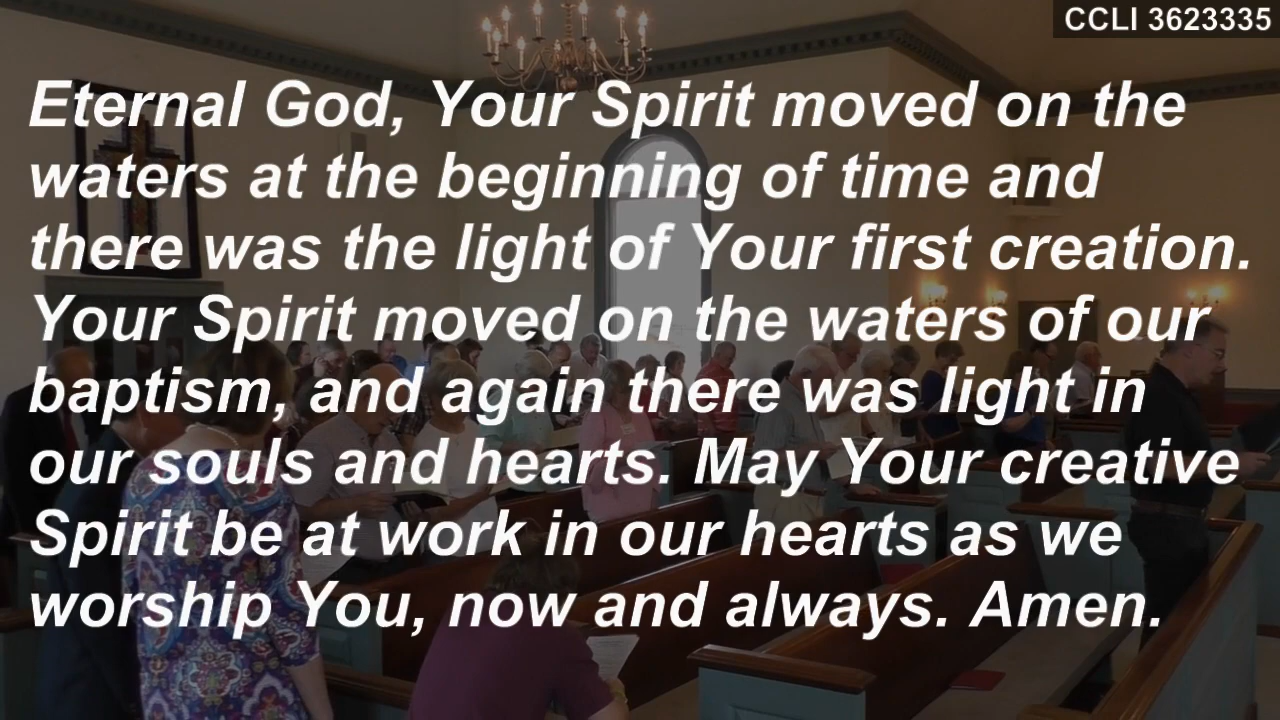 CCLI 3623335
Eternal God, Your Spirit moved on the
waters at the beginning of time and
there was the light of Your first creation.
Your Spirit moved on the waters of our
baptism, and again there was light in
our souls and hearts. May Your creative
Spirit be at work in our hearts as we
worship You, now and always. Amen.